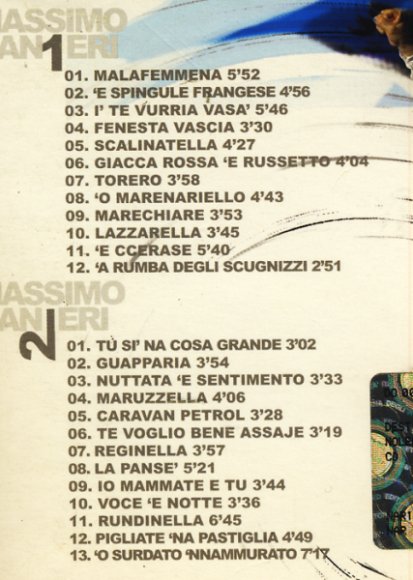 MASSIMO
RANIERI
1
01. MALAFEMMENA 5'52
02. 'E SPINGULE FRANGESE 4'56
03. I' TE VURRIA VASA' 5'46
04. FENESTA VASCIA 3'30
05. SCALINATELLA 4'27
06. GIACCA ROSSA 'E RUSSETTO 4'04
07. TORERO 3'58
08. 'O MARENARIELLO 4'43
09. MARECHIARE 3'53
10. LAZZARELLA 3'45
11. 'E CCERASE 5'40
12. 'A RUMBA DEGLI SCUGNIZZI 2'51
MASSIMO
RANIERI
2
01. TÙ SI' NA COSA GRANDE 3'02
02. GUAPPARIA 3'54
03. NUTTATA 'E SENTIMENTO 3'33
04. MARUZZELLA 4'06
05. CARAVAN PETROL 3'28
06. TE VOGLIO BENE ASSAJE 3'19
07. REGINELLA 3'57
08. LA PANSE' 5'21
09. IO MAMMATE E TU 3'44
10. VOCE 'E NOTTE 3'36
11. RUNDINELLA 6'45
12. PIGLIATE 'NA PASTIGLIA 4'49
13. 'O SURDATO 'NNAMMURATO 7'17